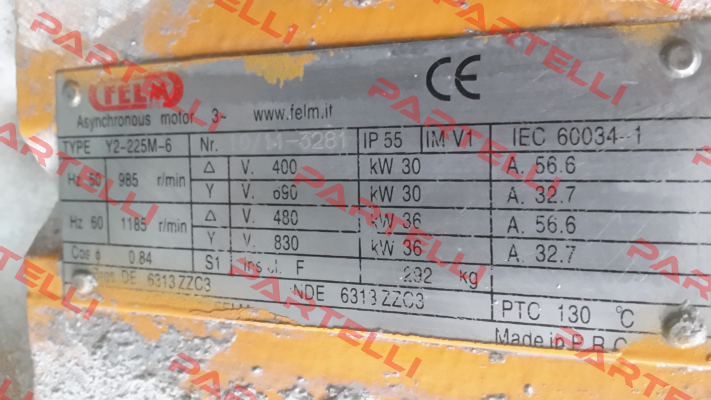 FELM
Asynchronous motor 3~ www.felm.it CE
TYPE Y2-225M-6 Nr. IP 55 IM V1 IEC 60034-1
Hz 50 985 r/min Δ V. 400 kW 30 A. 56.6
Y V. 690 kW 30 A. 32.7
Hz 60 1185 r/min Δ V. 480 kW 36 A. 56.6
Y V. 830 kW 36 A. 32.7
Cos φ 0.84 S1 ins cl. F 292 kg
DE 6313 ZZC3 NDE 6313 ZZC3 PTC 130 °C
Made in P.R.C
PARTELLI
PARTELLI
PARTELLI
PARTELLI
PARTELLI
PARTELLI